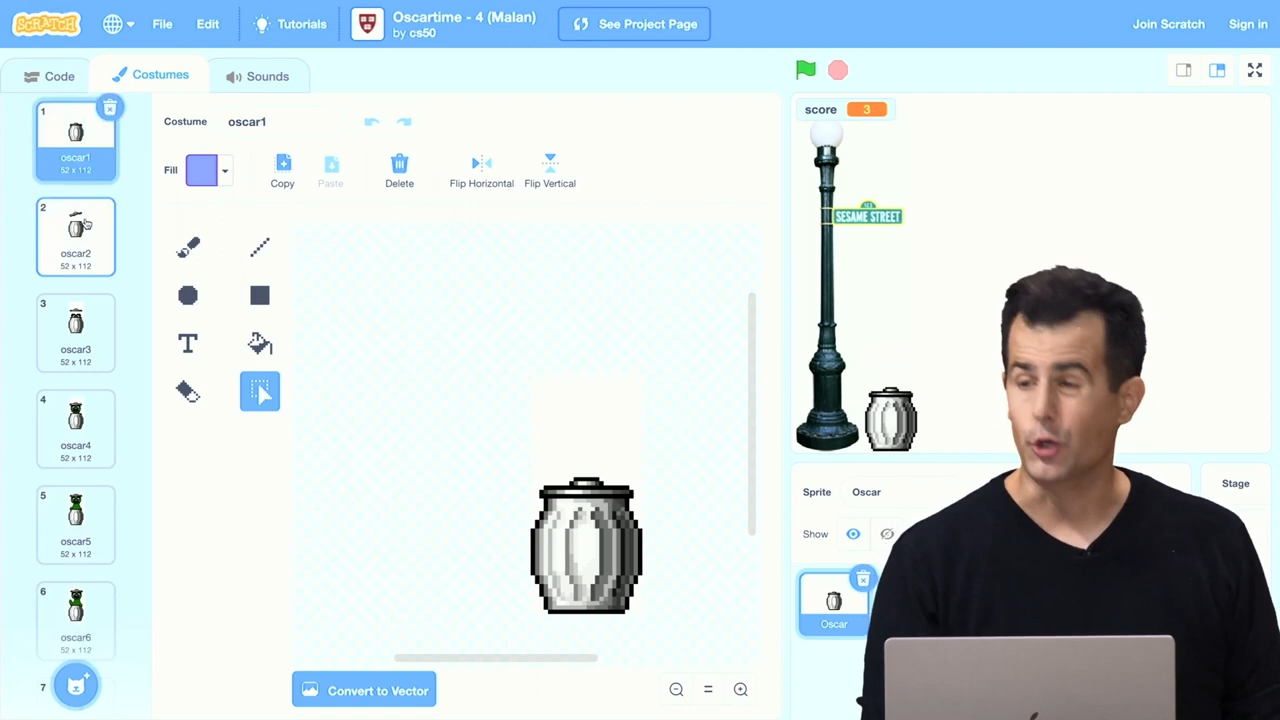 SCRATCH
File
Edit
Tutorials
Oscartime - 4 (Malan)
by cs50
See Project Page
Join Scratch
Sign in
Code
Costumes
Sounds
1
oscar1
52 x 112
2
oscar2
52 x 112
3
oscar3
52 x 112
4
oscar4
52 x 112
5
oscar5
52 x 112
6
oscar6
52 x 112
7
Costume
oscar1
Fill
Copy
Paste
Delete
Flip Horizontal
Flip Vertical
T
Convert to Vector
score 3
123
SESAME STREET
Sprite
Oscar
Show
Oscar
Stage